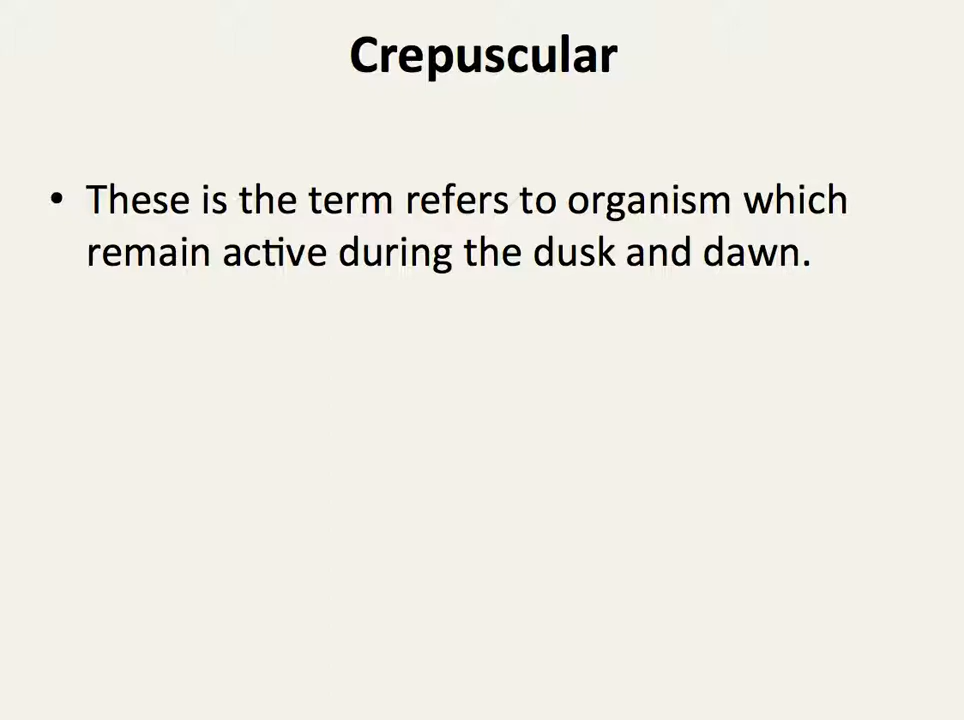 Crepuscular
• These is the term refers to organism which
remain active during the dusk and dawn.